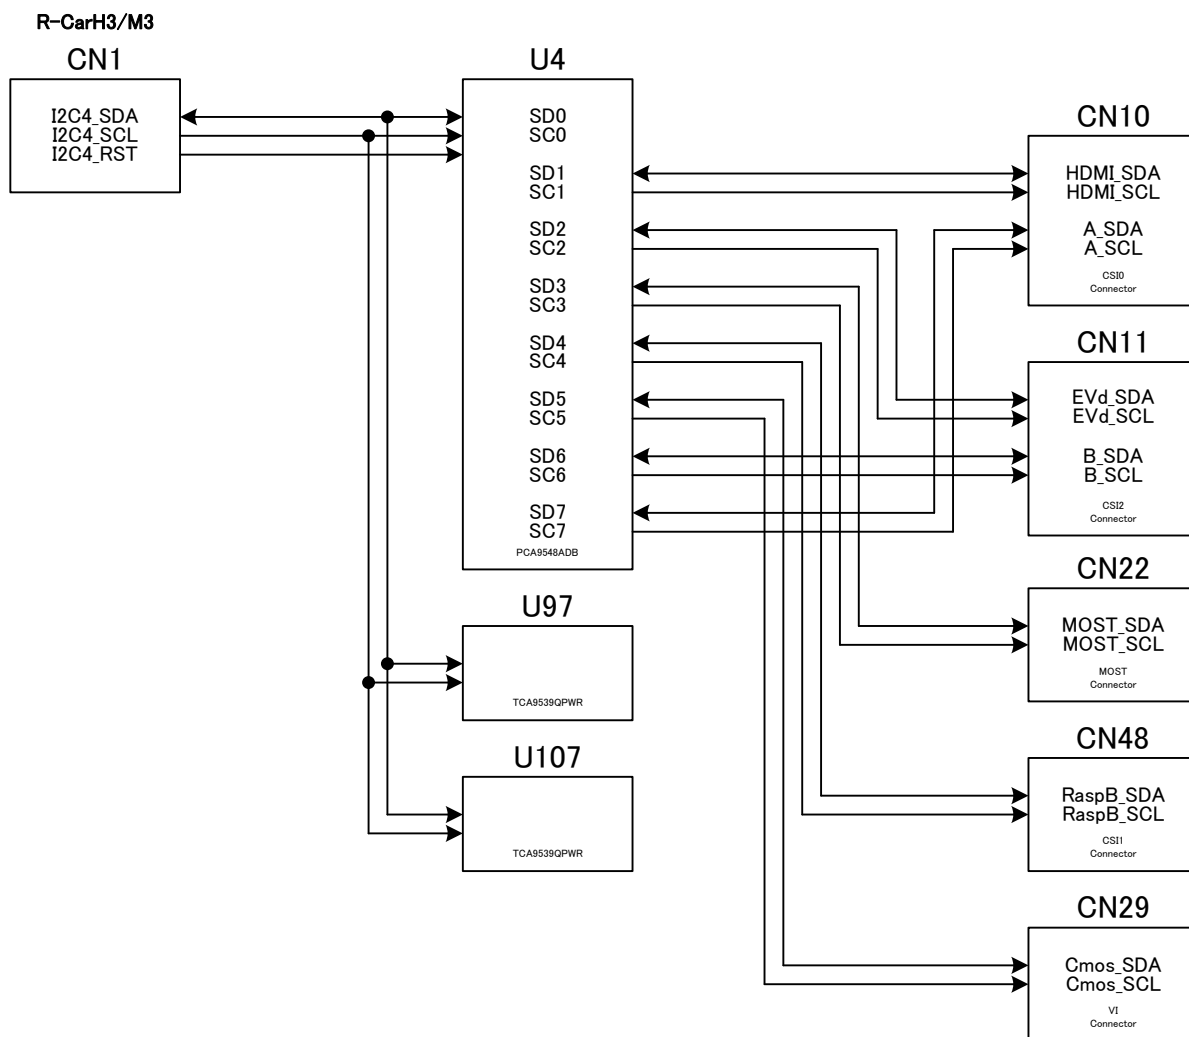 R-CarH3/M3
CN1
I2C4_SDA
I2C4_SCL
I2C4_RST
U4
SD0
SC0
SD1
SC1
SD2
SC2
SD3
SC3
SD4
SC4
SD5
SC5
SD6
SC6
SD7
SC7
PCA9548ADB
U97
TCA9539QPWR
U107
TCA9539QPWR
CN10
HDMI_SDA
HDMI_SCL
A_SDA
A_SCL
CSI0
Connector
CN11
EVd_SDA
EVd_SCL
B_SDA
B_SCL
CSI2
Connector
CN22
MOST_SDA
MOST_SCL
MOST
Connector
CN48
RaspB_SDA
RaspB_SCL
CSI1
Connector
CN29
Cmos_SDA
Cmos_SCL
VI
Connector